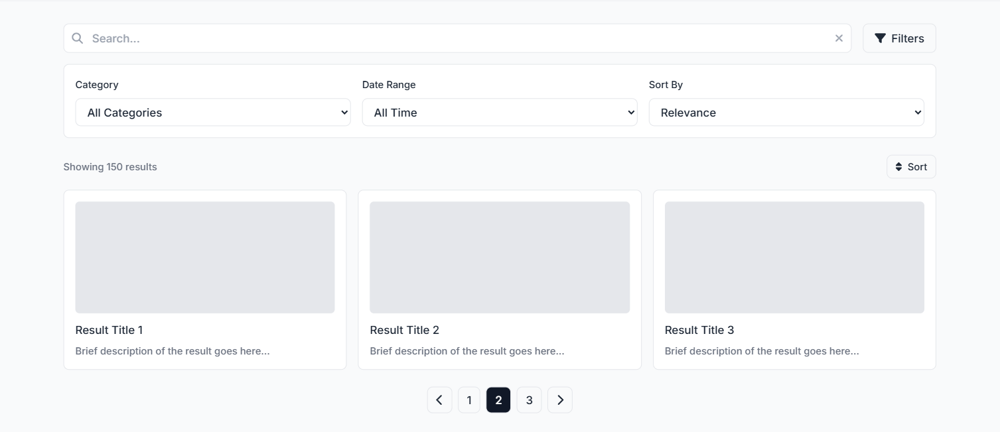 Search...
Filters
Category
Date Range
Sort By
All Categories
All Time
Relevance
Showing 150 results
Sort
Result Title 1
Result Title 2
Result Title 3
Brief description of the result goes here...
Brief description of the result goes here...
Brief description of the result goes here...
1
2
3